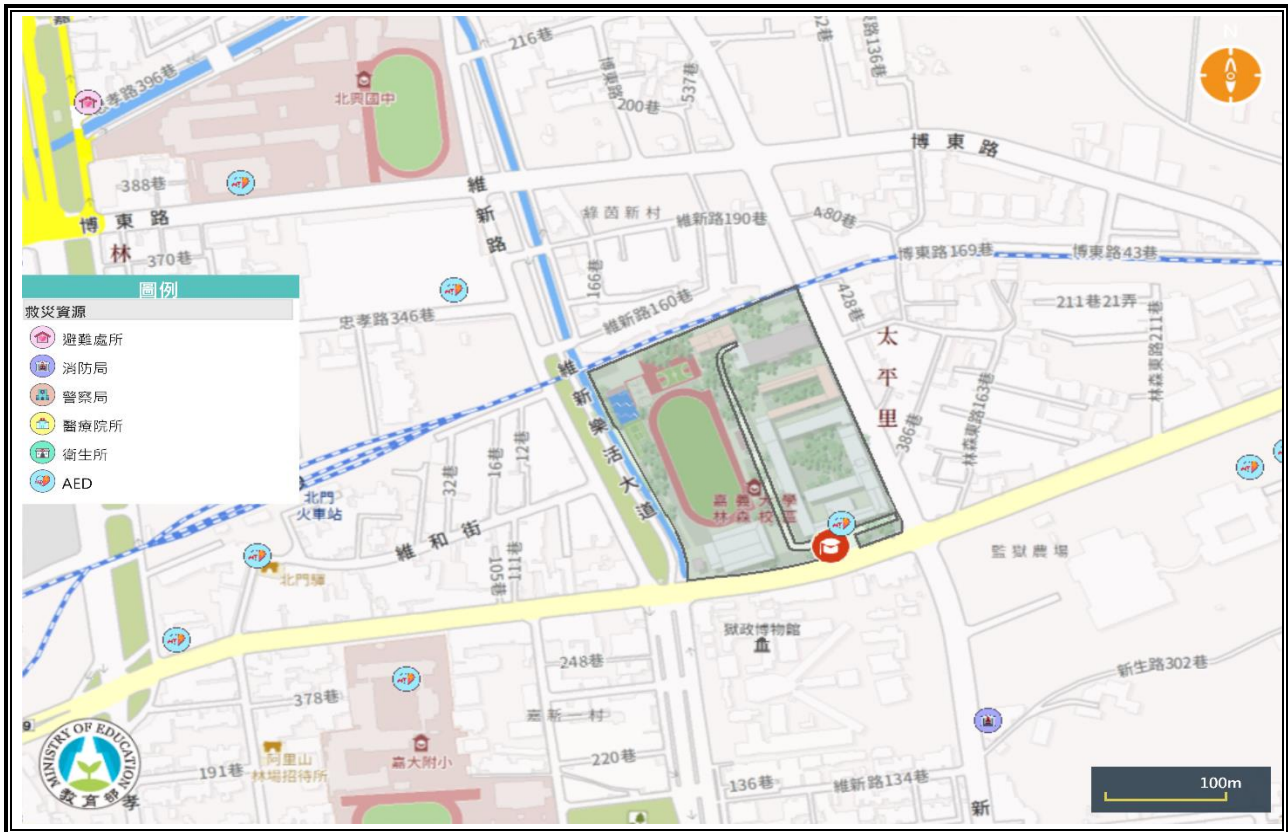 N
216巷
忠孝路396巷
北興國中
博東路
200巷
537巷
路136巷
博東路
388巷
博東路
維新路
綠茵新村
維新路190巷
480巷
林
370巷
博東路169巷
博東路43巷
圖例
救災資源
避難處所
消防局
警察局
醫療院所
衛生所
AED
166巷
維新路160巷
忠孝路346巷
428巷
211巷21弄
太平里
林森東路211巷
林森東路163巷
386巷
維新樂活大道
12巷
16巷
32巷
北門
火車站
維和街
111巷
105巷
嘉義大學
林森校區
監獄農場
北門驛
獄政博物館
248巷
新生路302巷
378巷
嘉新一村
220巷
嘉大附小
阿里山
林場招待所
191巷
136巷
維新路134巷
新
100m
MINISTRY OF EDUCATION
教育部
孝